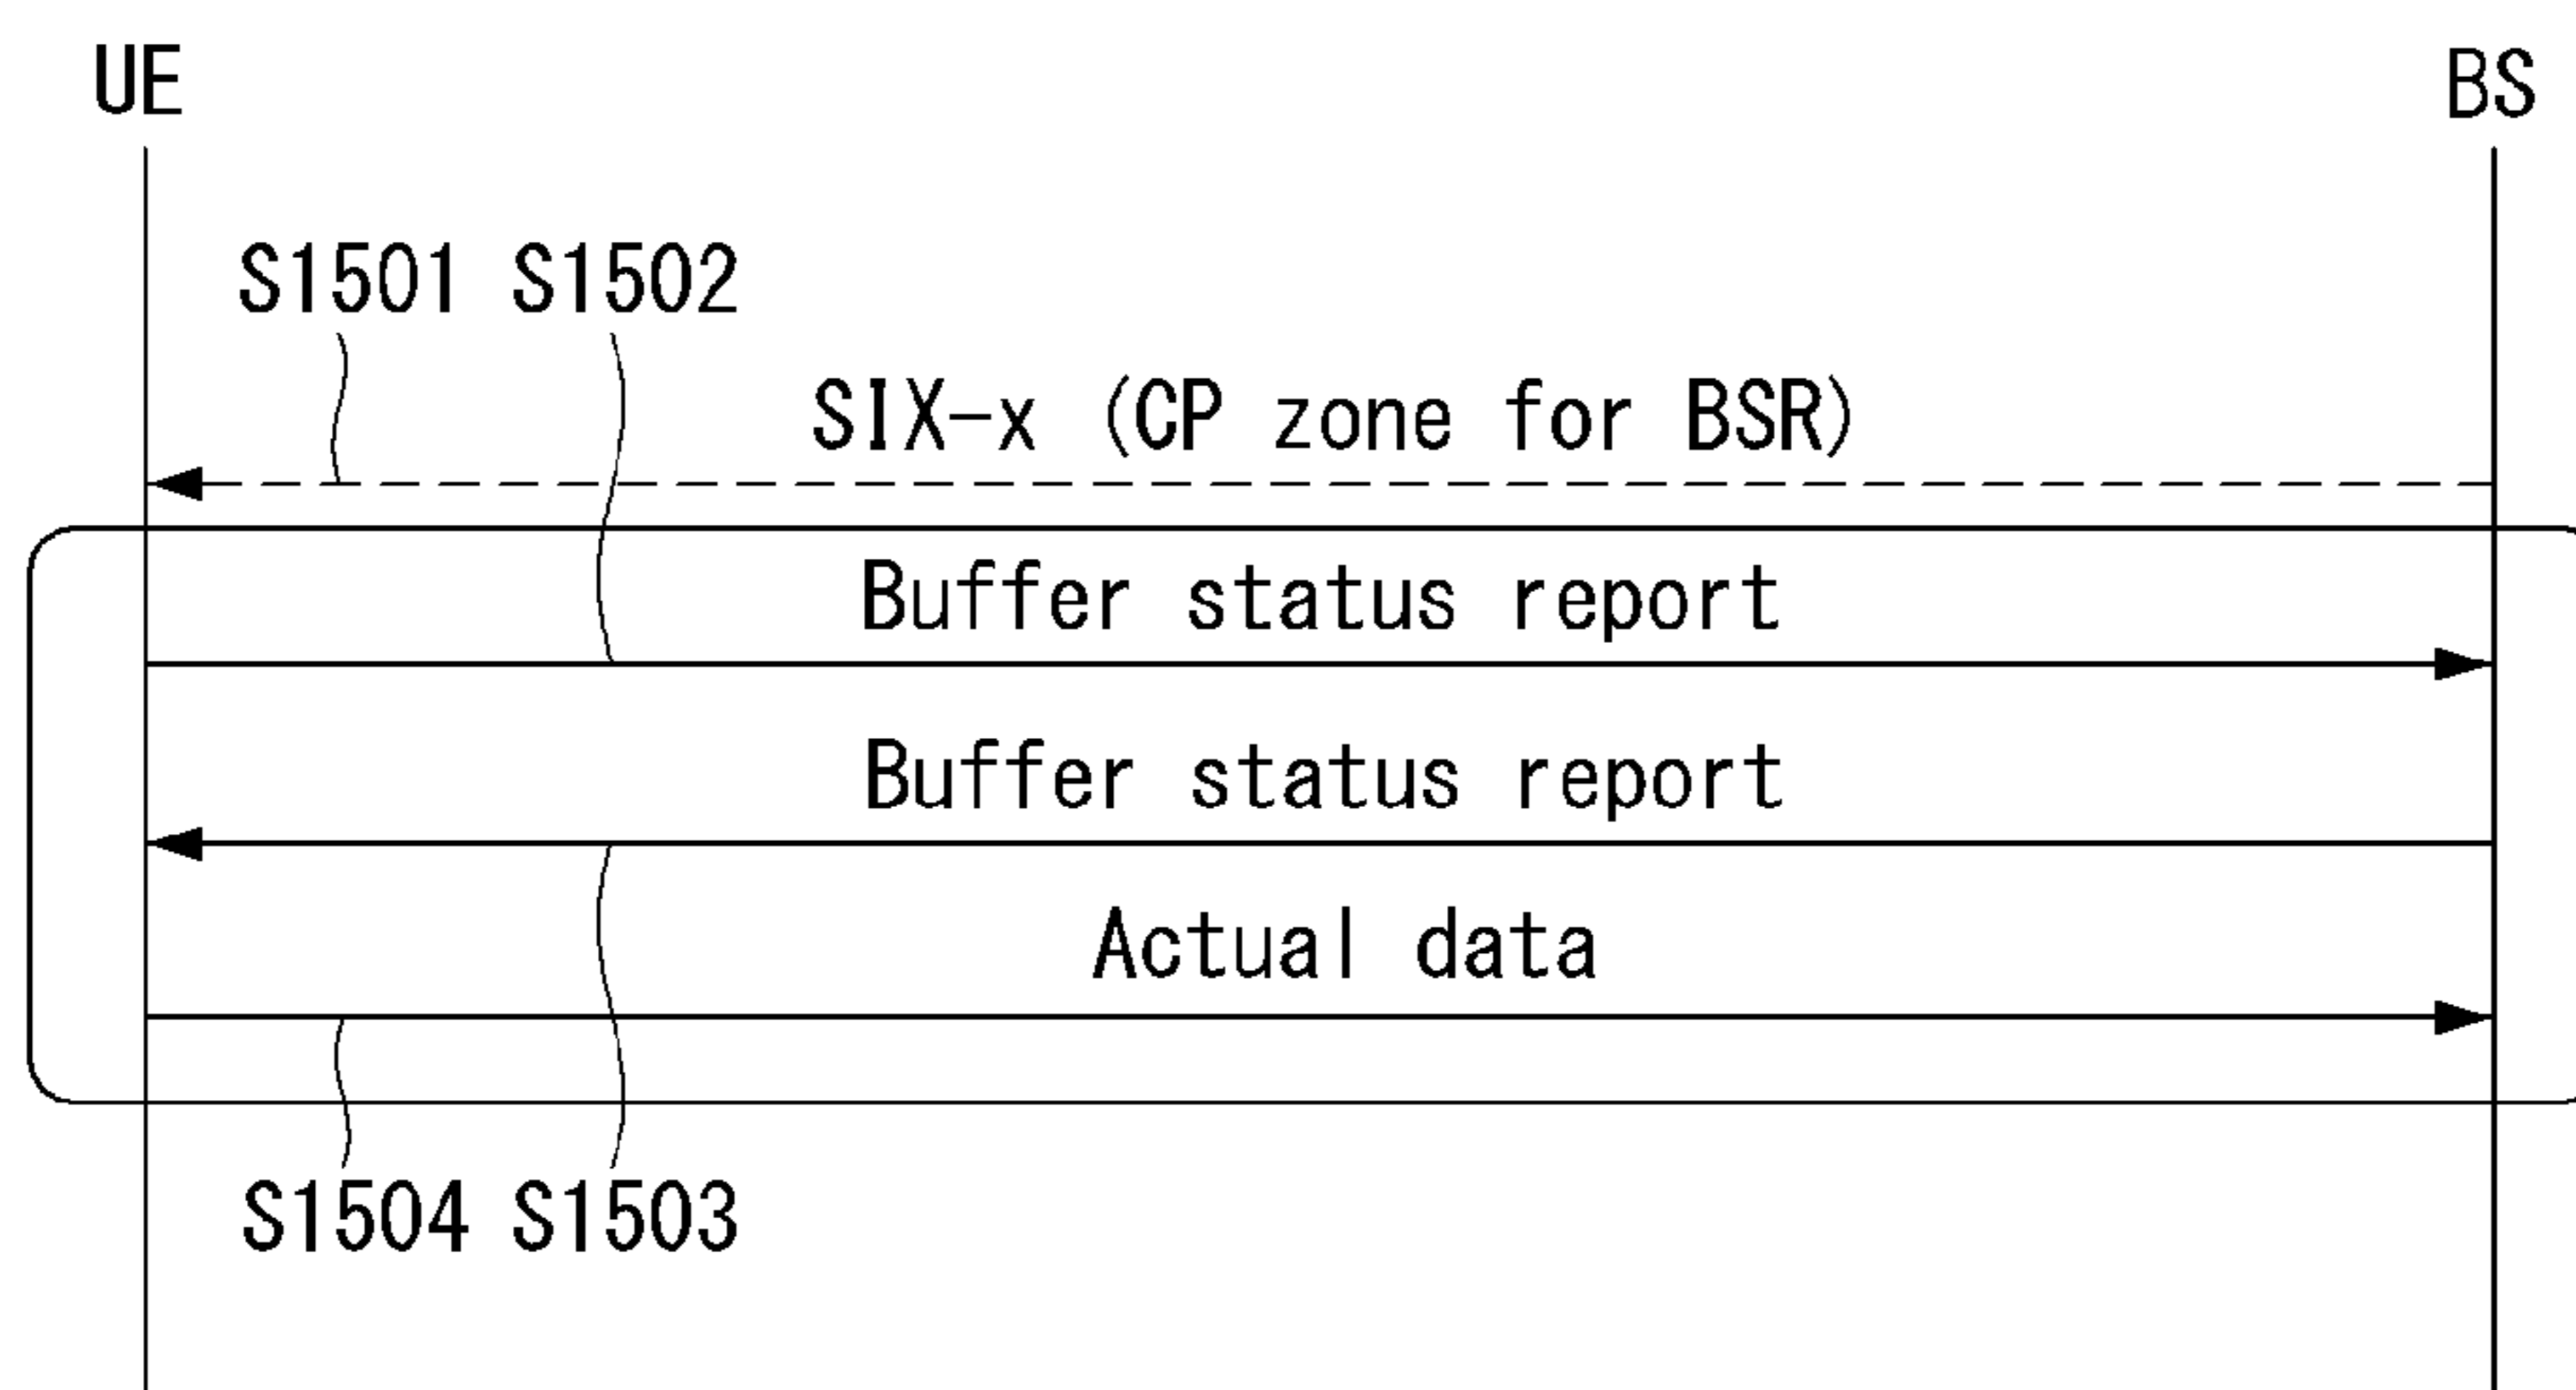 UE BS
S1501 S1502
SIX-x (CP zone for BSR)
Buffer status report
Buffer status report
Actual data
S1504 S1503